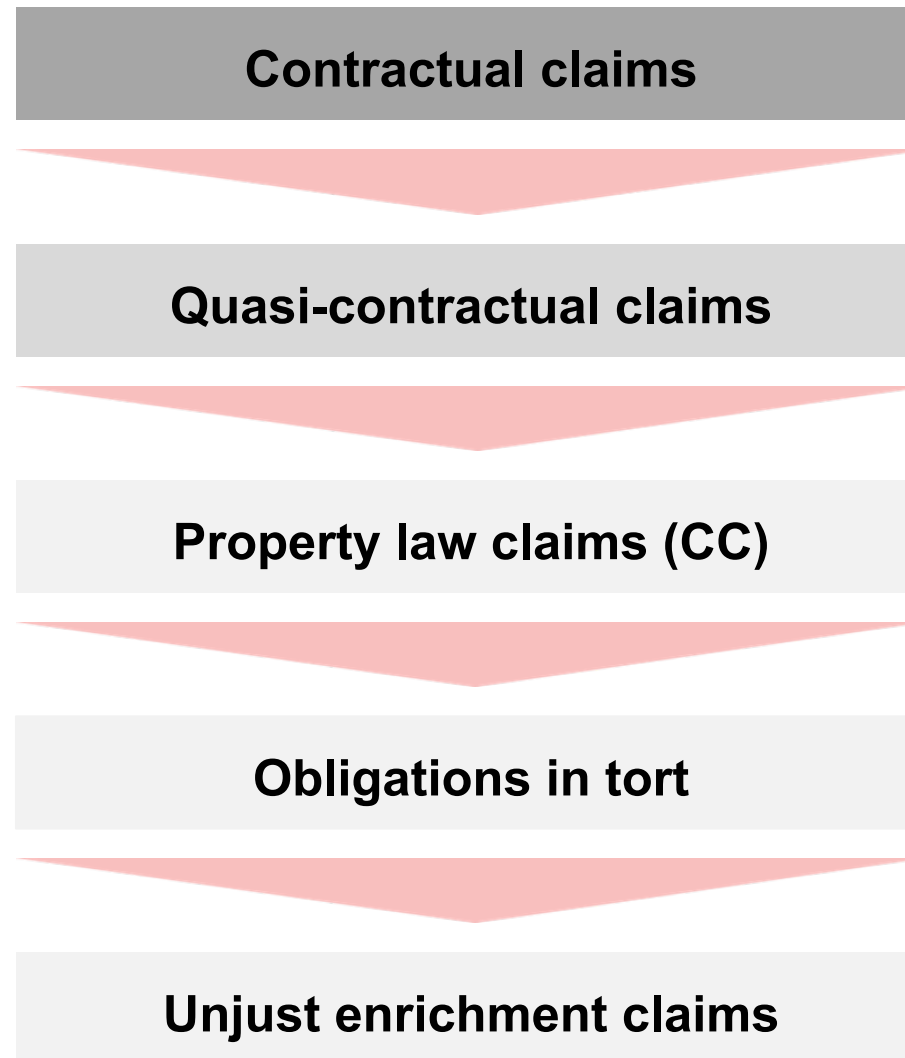 Contractual claims
Quasi-contractual claims
Property law claims (CC)
Obligations in tort
Unjust enrichment claims